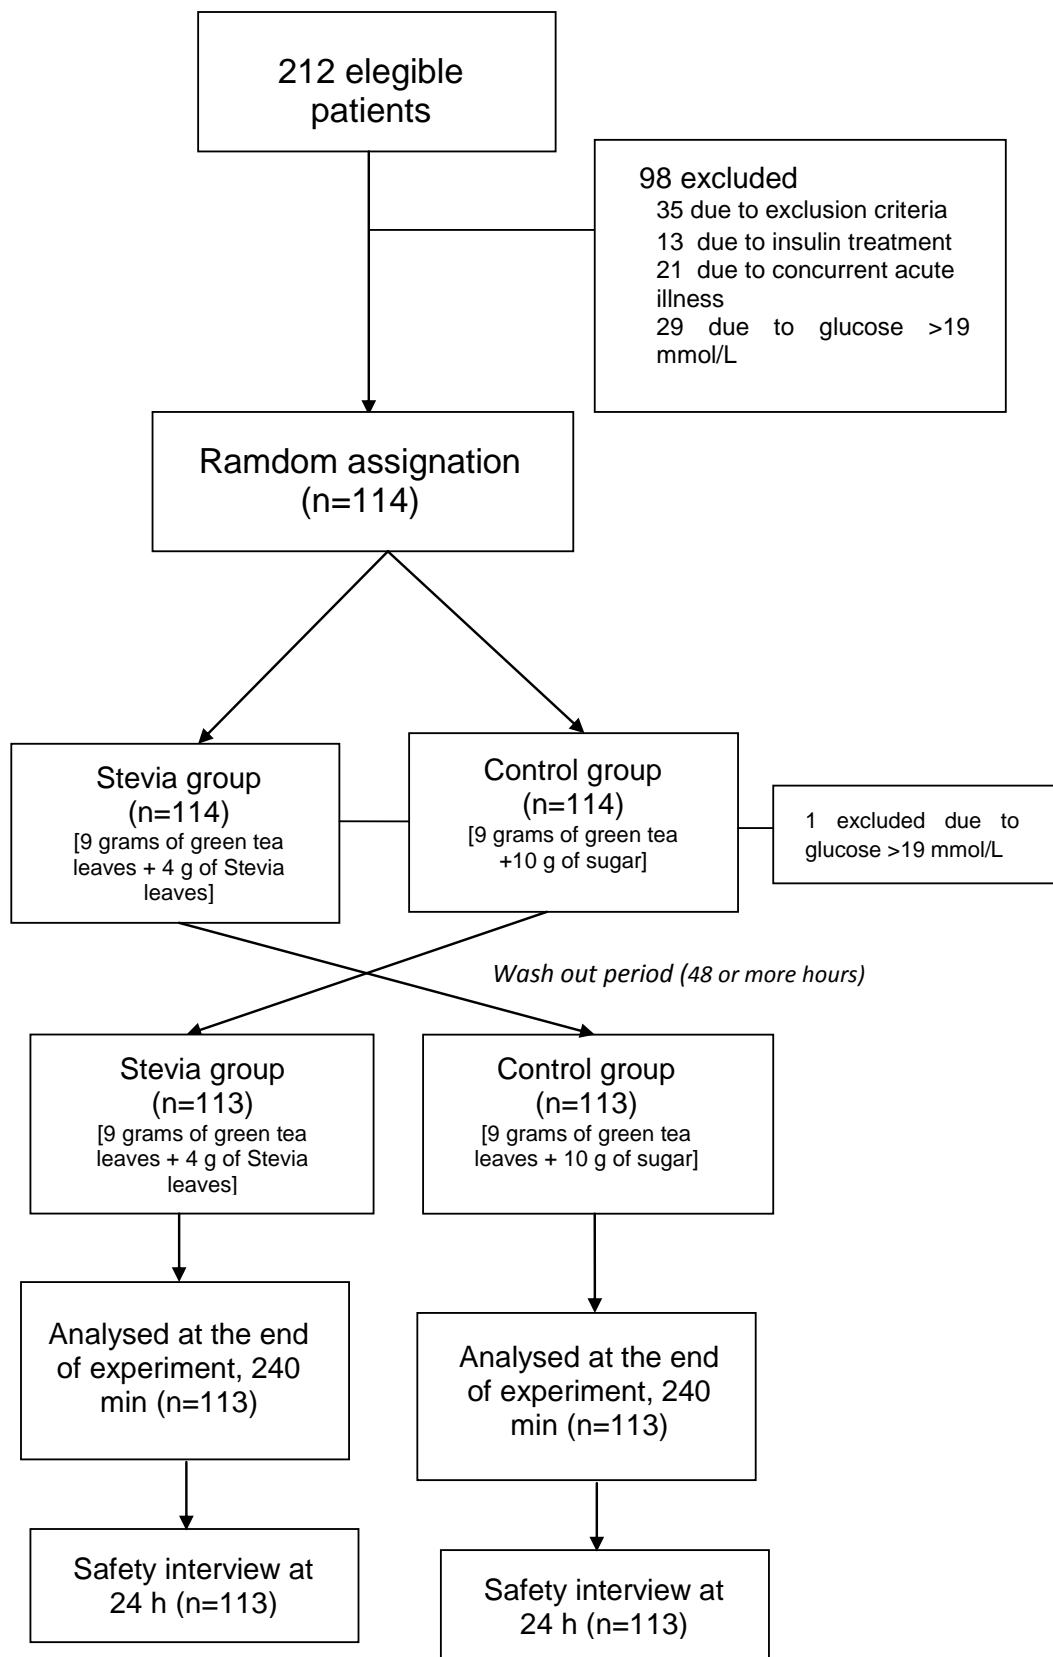 212 elegible
patients
98 excluded
35 due to exclusion criteria
13 due to insulin treatment
21 due to concurrent acute
illness
29 due to glucose >19
mmol/L
Ramdom assignation
(n=114)
Stevia group
(n=114)
[9 grams of green tea
leaves + 4 g of Stevia
leaves]
Control group
(n=114)
[9 grams of green tea
+10 g of sugar]
1 excluded due to
glucose >19 mmol/L
Wash out period (48 or more hours)
Stevia group
(n=113)
[9 grams of green tea
leaves + 4 g of Stevia
leaves]
Control group
(n=113)
[9 grams of green tea
leaves + 10 g of sugar]
Analysed at the end
of experiment, 240
min (n=113)
Analysed at the end
of experiment, 240
min (n=113)
Safety interview at
24 h (n=113)
Safety interview at
24 h (n=113)